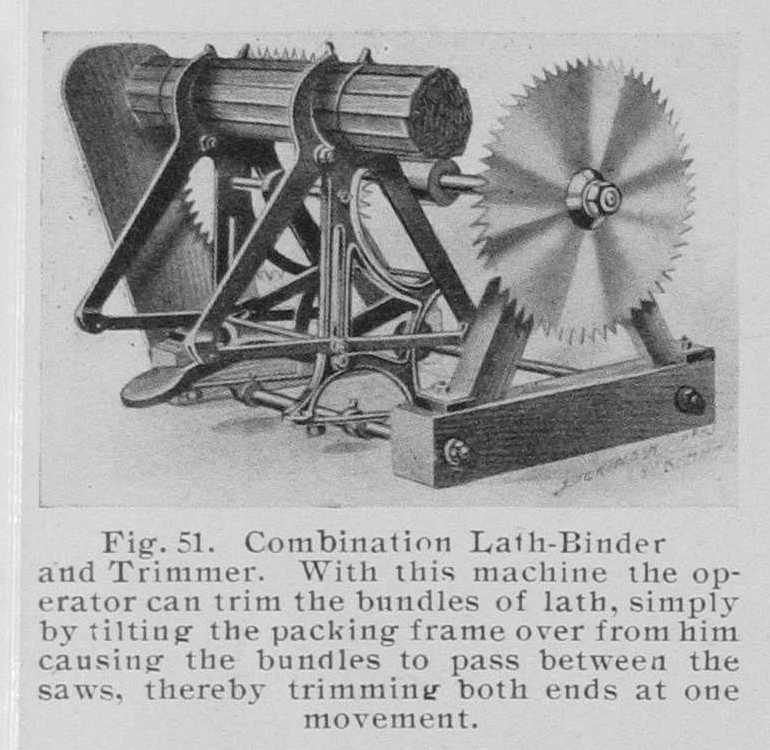 Fig. 51. Combination Lath-Binder
and Trimmer. With this machine the op-
erator can trim the bundles of lath, simply
by tilting the packing frame over from him
causing the bundles to pass between the
saws, thereby trimming both ends at one
movement.